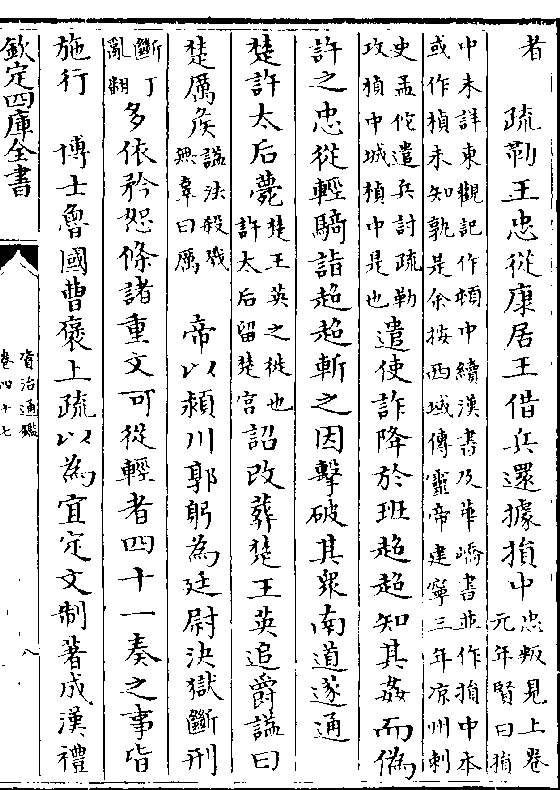 者　疏勒王忠從康居王借兵還據損中忠叛見上卷元年賢曰損
中未詳東觀記作頓中續漢書及華嶠書並作損中本或作楨未知孰是余按西域傳靈帝建寧三年涼州刺
史孟佗遣兵討疏勒攻楨中城楨中是也遣使詐降於班超超知其姦而偽
許之忠從輕騎詣超超斬之因擊破其衆南道遂通
楚許太后薨楚王英之徙也許太后留楚宮詔改葬楚王英追爵諡曰
楚厲侯諡法殺戮無辜曰厲　帝以潁川郭躬為廷尉決獄斷刑
斷丁亂翻多依矜恕條諸重文可從輕者四十一奏之事皆
施行　博士魯國曹褒上疏以為宜定文制著成漢禮
欽定四庫全書
資治通鑑
卷四十七
八